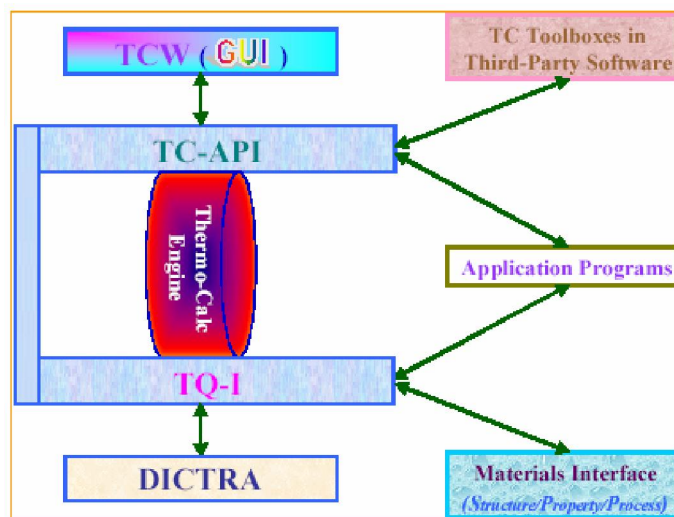 TCW ( GUI )
TC Toolboxes in
Third-Party Software
TC-API
Thermo-Calc
Engine
Application Programs
TQ-I
DICTRA
Materials Interface
(Structure/Property/Process)